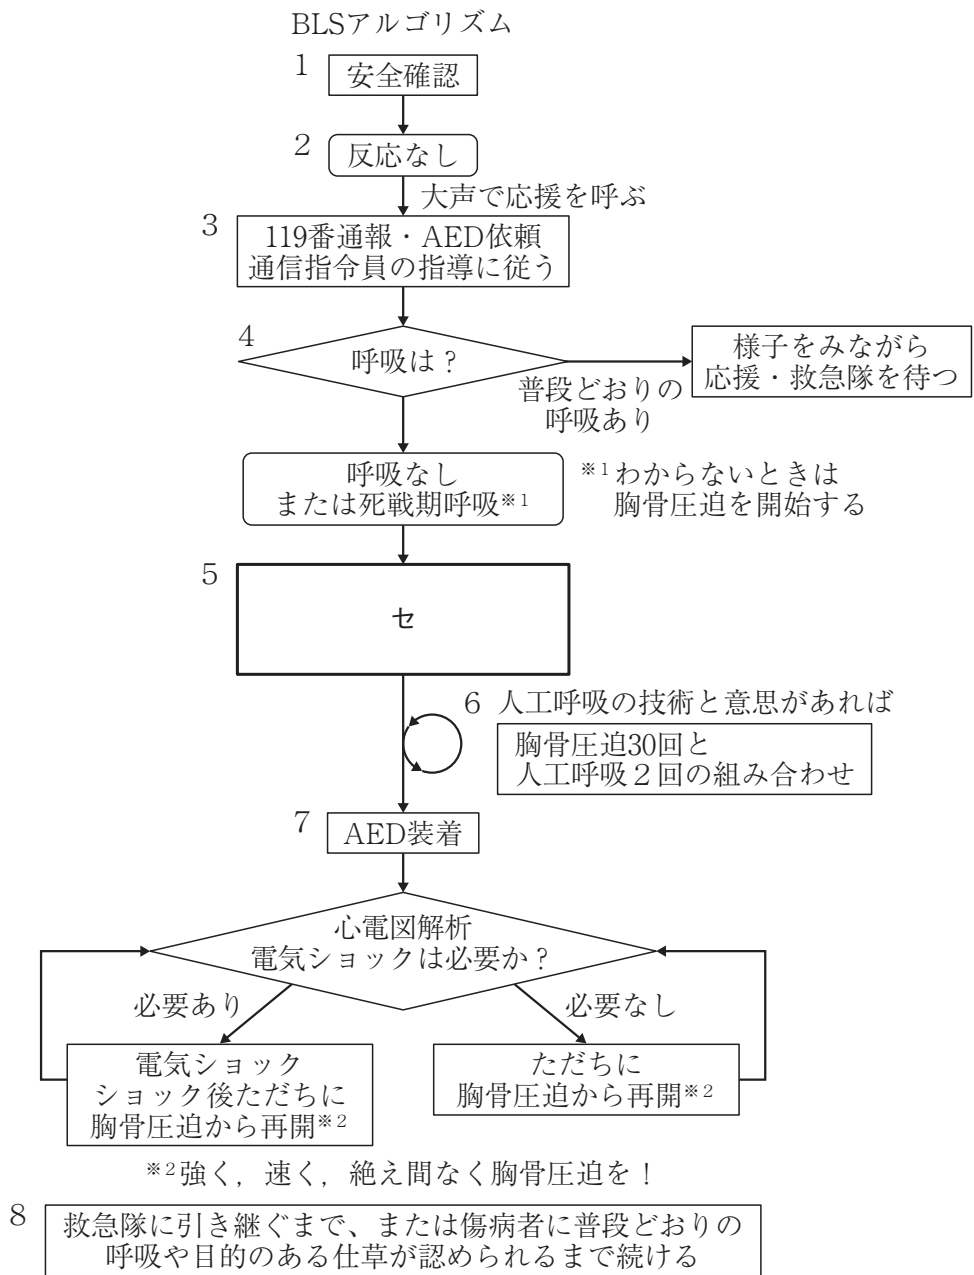 BLSアルゴリズム
1
安全確認
2
反応なし
大声で応援を呼ぶ
3
119番通報・AED依頼
通信指令員の指導に従う
4
呼吸は？
普段どおりの
呼吸あり
様子をみながら
応援・救急隊を待つ
呼吸なし
または死戦期呼吸※1
※1わからないときは
胸骨圧迫を開始する
5
セ
6 人工呼吸の技術と意思があれば
胸骨圧迫30回と
人工呼吸２回の組み合わせ
7
AED装着
心電図解析
電気ショックは必要か？
必要あり
必要なし
電気ショック
ショック後ただちに
胸骨圧迫から再開※2
ただちに
胸骨圧迫から再開※2
※2強く，速く，絶え間なく胸骨圧迫を！
8
救急隊に引き継ぐまで、または傷病者に普段どおりの
呼吸や目的のある仕草が認められるまで続ける